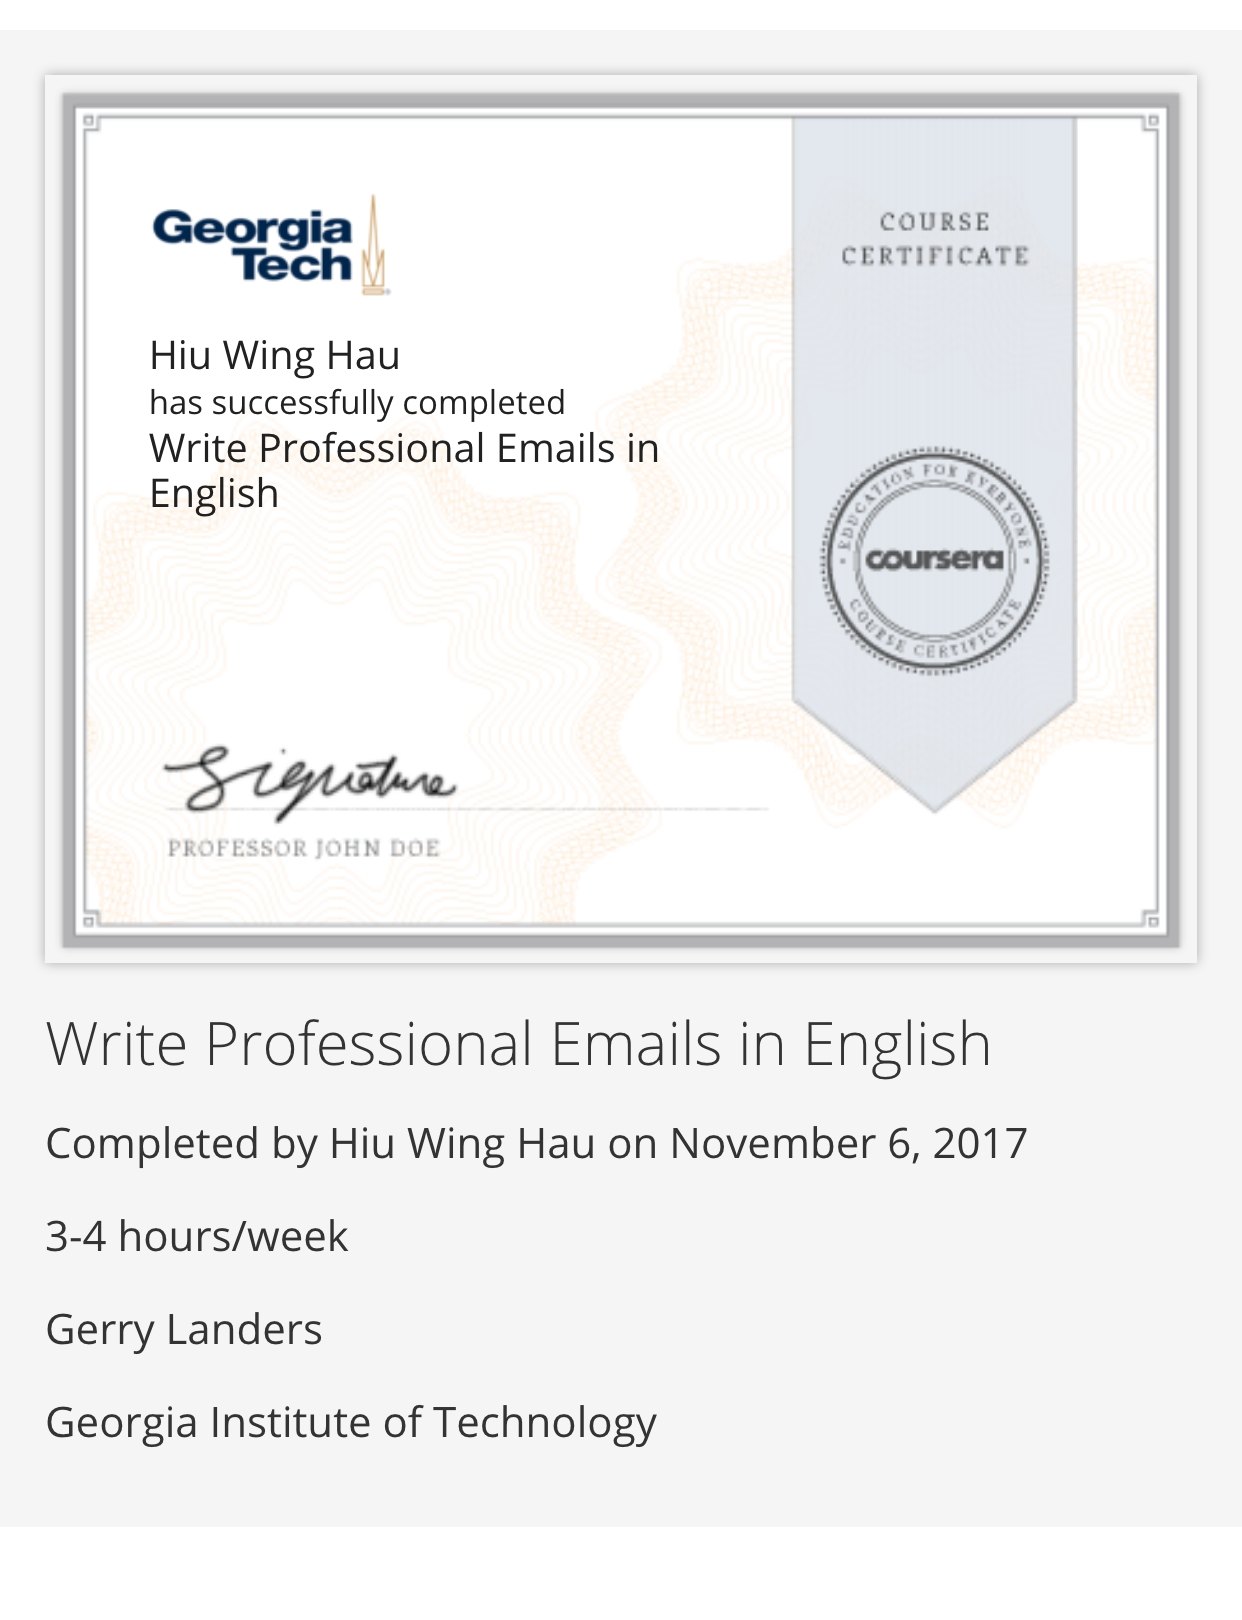 Georgia
Tech
COURSE
CERTIFICATE
Hiu Wing Hau
has successfully completed
Write Professional Emails in
English
EDUCATION FOR EVERYONE
coursera
COURSE CERTIFICATE
Signature
PROFESSOR JOHN DOE
Write Professional Emails in English
Completed by Hiu Wing Hau on November 6, 2017
3-4 hours/week
Gerry Landers
Georgia Institute of Technology